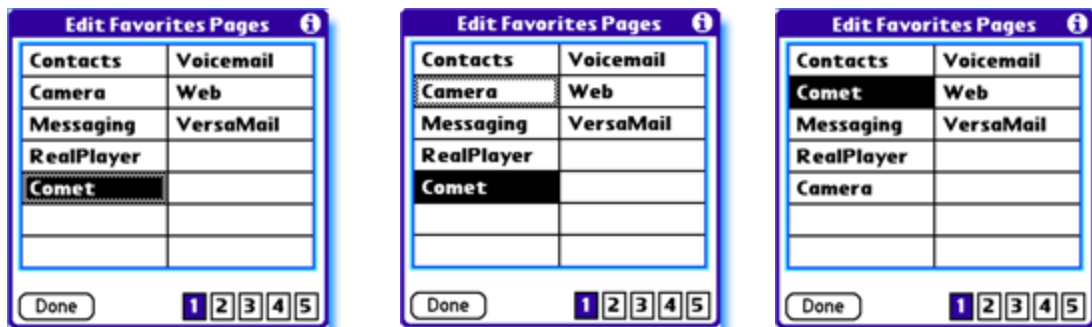 Edit Favorites Pages i
Contacts Voicemail
Camera Web
Messaging VersaMail
RealPlayer
Comet
Done 1 2 3 4 5
Edit Favorites Pages i
Contacts Voicemail
Camera Web
Messaging VersaMail
RealPlayer
Comet
Done 1 2 3 4 5
Edit Favorites Pages i
Contacts Voicemail
Comet Web
Messaging VersaMail
RealPlayer
Camera
Done 1 2 3 4 5